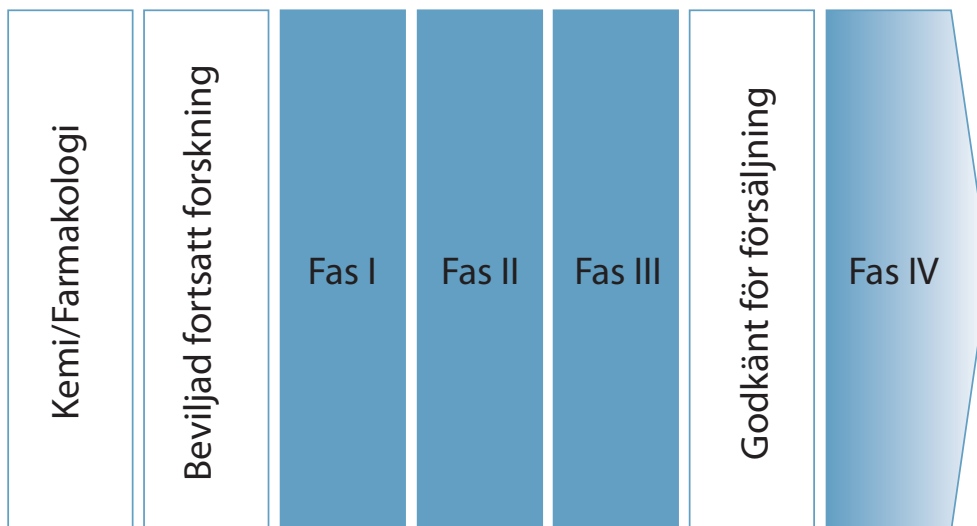 Kemi/Farmakologi
Beviljad fortsatt forskning
Fas I
Fas II
Fas III
Godkänt för försäljning
Fas IV